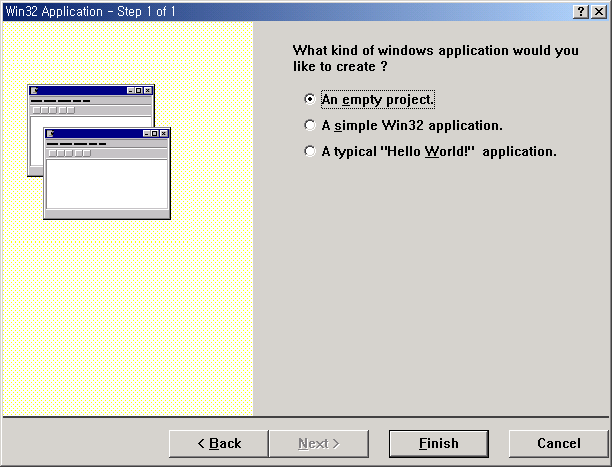 Win32 Application - Step 1 of 1
What kind of windows application would you
like to create ?
An empty project.
A simple Win32 application.
A typical "Hello World!" application.
< Back
Next >
Finish
Cancel